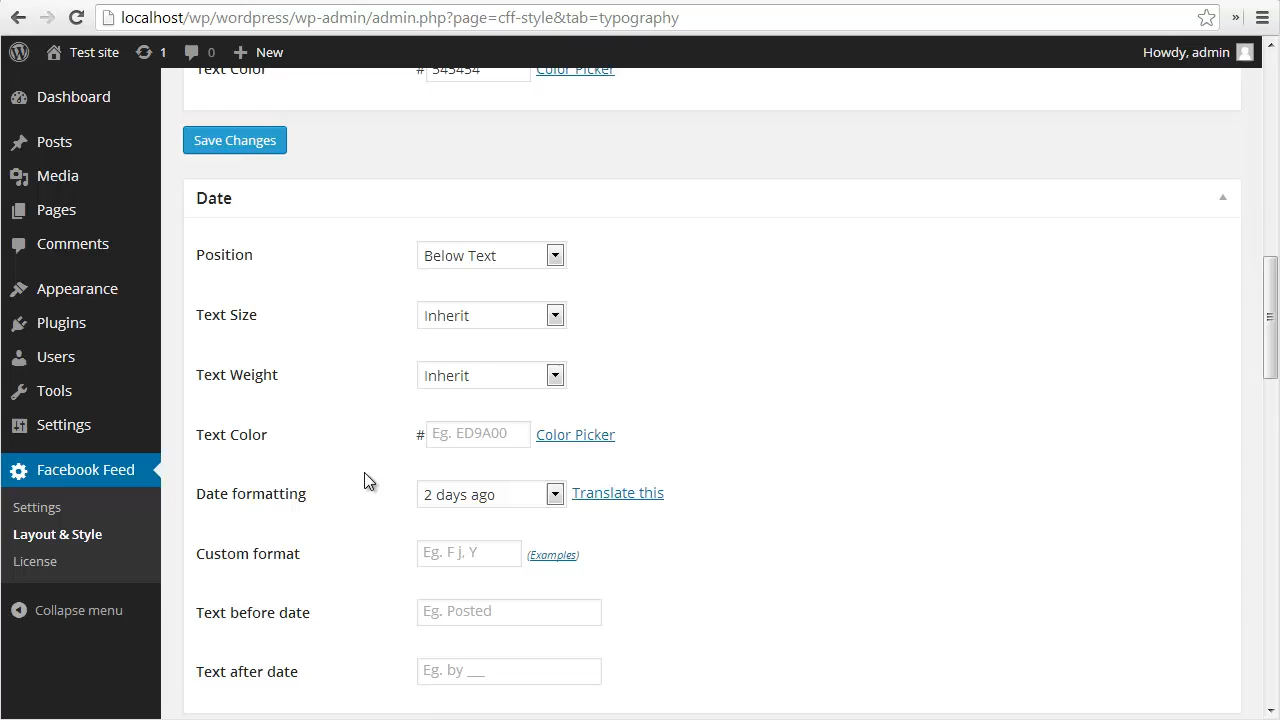 localhost/wp/wordpress/wp-admin/admin.php?page=cff-style&tab=typography
»
Test site 1 0 New Howdy, admin
Text Color # 545454 Color Picker
Dashboard
Posts
Media
Pages
Comments
Appearance
Plugins
Users
Tools
Settings
Facebook Feed
Settings
Layout & Style
License
Collapse menu
Save Changes
Date
Position Below Text
Text Size Inherit
Text Weight Inherit
Text Color # Eg. ED9A00 Color Picker
Date formatting 2 days ago Translate this
Custom format Eg. F j, Y (Examples)
Text before date Eg. Posted
Text after date Eg. by ___